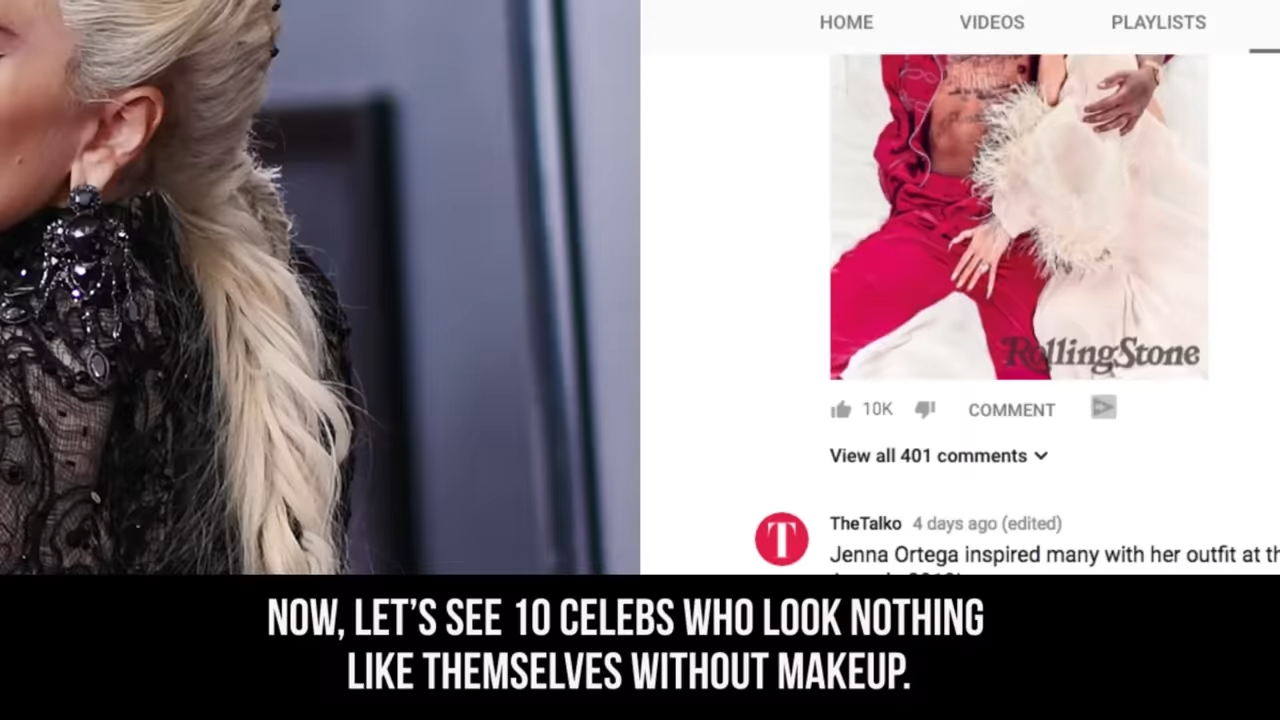 HOME VIDEOS PLAYLISTS
RollingStone
10K COMMENT
View all 401 comments
T
TheTalko 4 days ago (edited)
Jenna Ortega inspired many with her outfit at th
NOW, LET'S SEE 10 CELEBS WHO LOOK NOTHING
LIKE THEMSELVES WITHOUT MAKEUP.